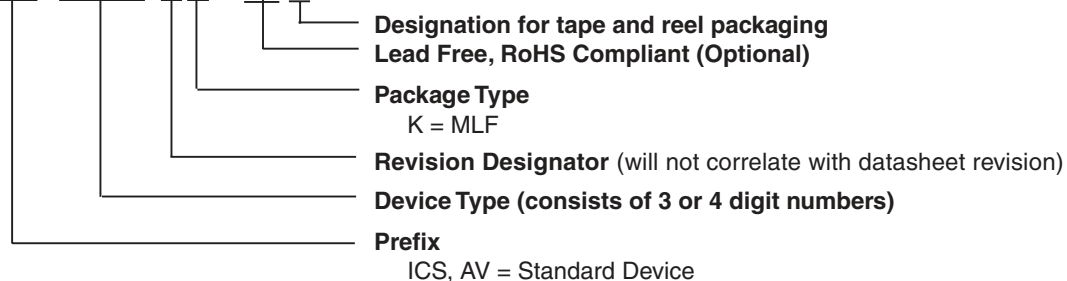 Designation for tape and reel packaging
Lead Free, RoHS Compliant (Optional)
Package Type
K = MLF
Revision Designator (will not correlate with datasheet revision)
Device Type (consists of 3 or 4 digit numbers)
Prefix
ICS, AV = Standard Device